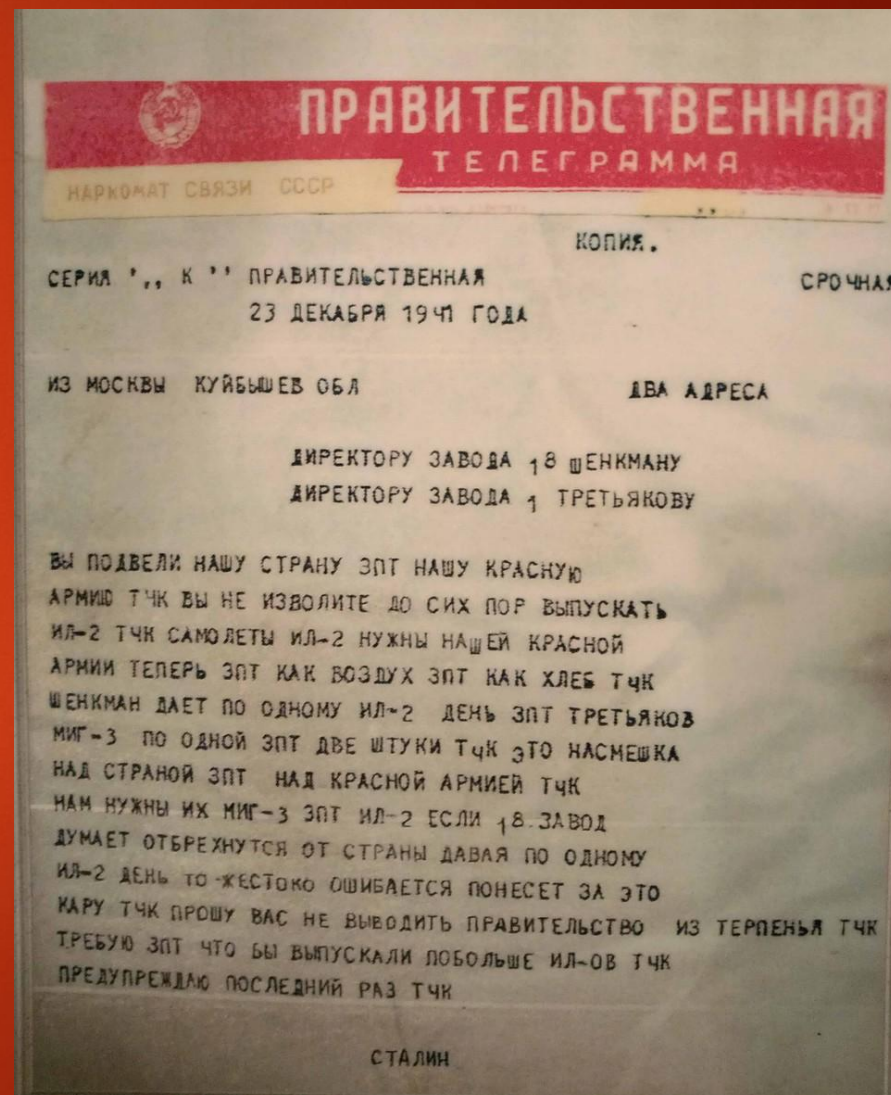 ПРАВИТЕЛЬСТВЕННАЯ
ТЕЛЕГРАММА
НАРКОМАТ СВЯЗИ СССР
КОПИЯ.
СЕРИЯ ',, К '' ПРАВИТЕЛЬСТВЕННАЯ СРОЧНАЯ
23 ДЕКАБРЯ 1941 ГОДА
ИЗ МОСКВЫ КУЙБЫШЕВ ОБЛ ДВА АДРЕСА
ДИРЕКТОРУ ЗАВОДА 18 ШЕНКМАНУ
ДИРЕКТОРУ ЗАВОДА 1 ТРЕТЬЯКОВУ
ВЫ ПОДВЕЛИ НАШУ СТРАНУ ЗПТ НАШУ КРАСНУЮ
АРМИЮ ТЧК ВЫ НЕ ИЗВОЛИТЕ ДО СИХ ПОР ВЫПУСКАТЬ
ИЛ-2 ТЧК САМОЛЕТЫ ИЛ-2 НУЖНЫ НАШЕЙ КРАСНОЙ
АРМИИ ТЕПЕРЬ ЗПТ КАК ВОЗДУХ ЗПТ КАК ХЛЕБ ТЧК
ШЕНКМАН ДАЕТ ПО ОДНОМУ ИЛ-2 ДЕНЬ ЗПТ ТРЕТЬЯКОВ
МИГ-3 ПО ОДНОЙ ЗПТ ДВЕ ШТУКИ ТЧК ЭТО НАСМЕШКА
НАД СТРАНОЙ ЗПТ НАД КРАСНОЙ АРМИЕЙ ТЧК
НАМ НУЖНЫ ИХ МИГ-3 ЗПТ ИЛ-2 ЕСЛИ 18.ЗАВОД
ДУМАЕТ ОТБРЕХНУТСЯ ОТ СТРАНЫ ДАВАЯ ПО ОДНОМУ
ИЛ-2 ДЕНЬ ТО ЖЕСТОКО ОШИБАЕТСЯ ПОНЕСЕТ ЗА ЭТО
КАРУ ТЧК ПРОШУ ВАС НЕ ВЫВОДИТЬ ПРАВИТЕЛЬСТВО ИЗ ТЕРПЕНЬЯ ТЧК
ТРЕБУЮ ЗПТ ЧТО БЫ ВЫПУСКАЛИ ПОБОЛЬШЕ ИЛ-ОВ ТЧК
ПРЕДУПРЕЖДАЮ ПОСЛЕДНИЙ РАЗ ТЧК
СТАЛИН